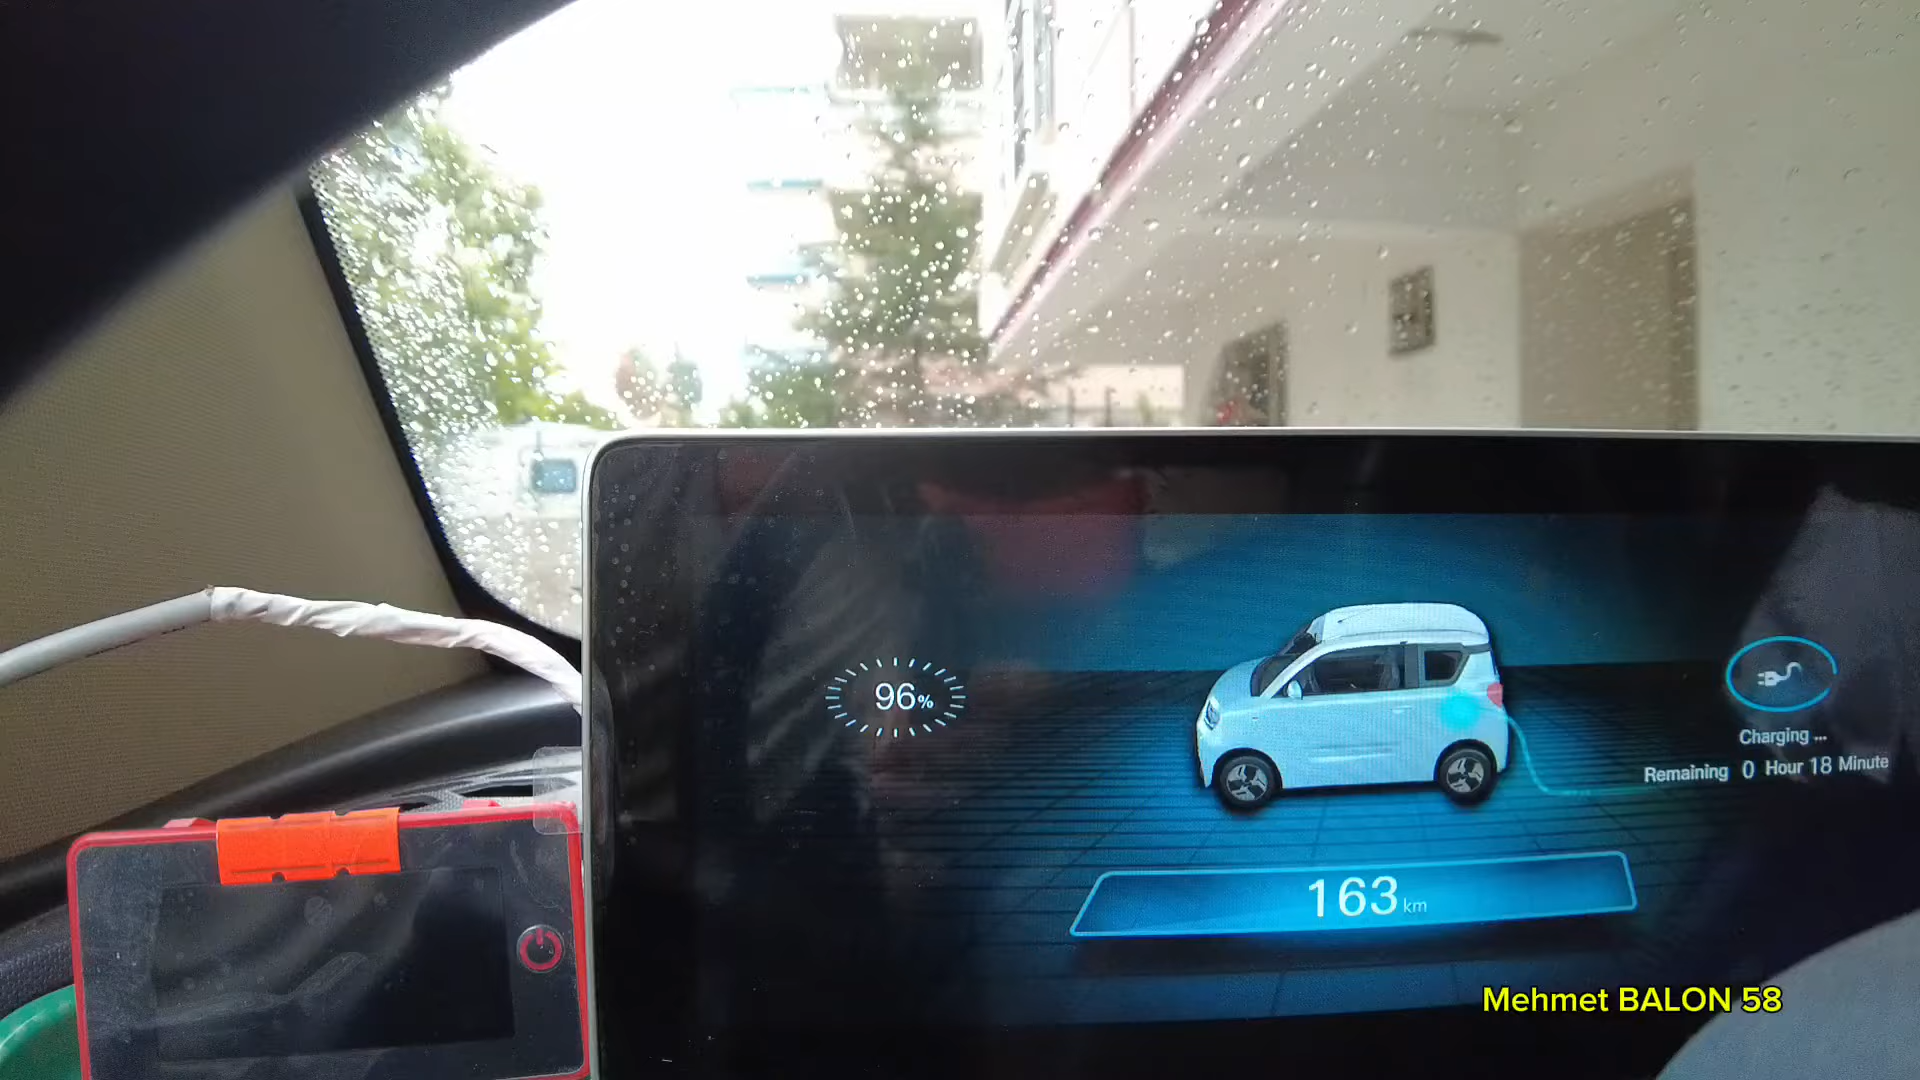 96%
Charging ...
Remaining 0 Hour 18 Minute
163 km
Mehmet BALON 58